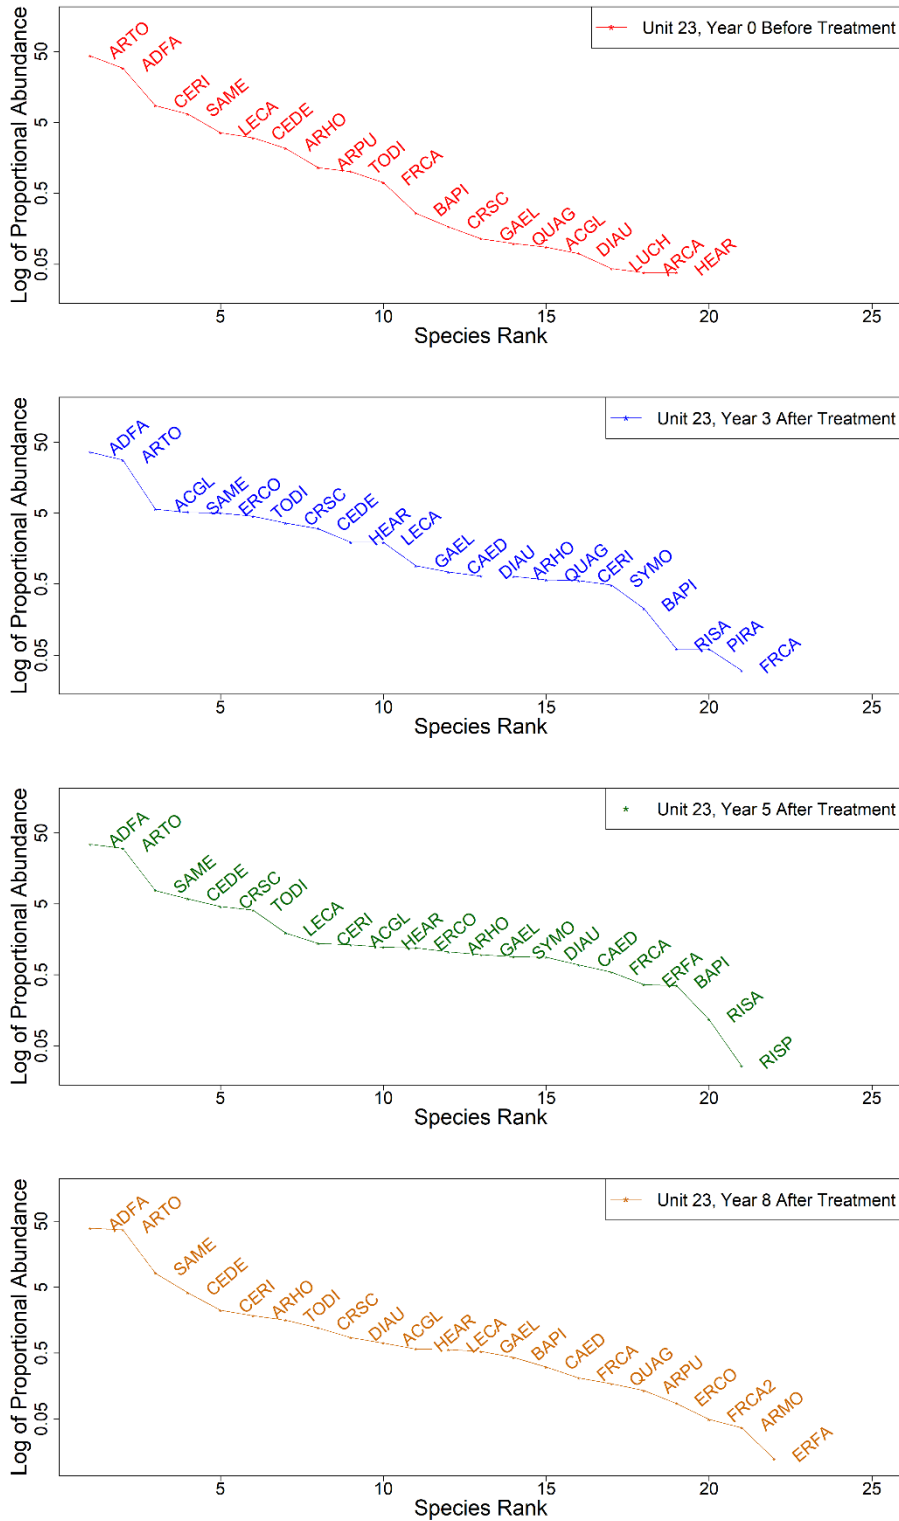 Unit 23, Year 0 Before Treatment
Log of Proportional Abundance
50
5
0.5
0.05
ARTO ADFA CERI SAME LECA CEDE ARHO ARPU TODI FRCA BAPI CRSC GAEL QUAG ACGL DIAU LUCH ARCA HEAR
5 10 15 20 25
Species Rank
Unit 23, Year 3 After Treatment
Log of Proportional Abundance
50
5
0.5
0.05
ADFA ARTO ACGL SAME ERCO TODI CRSC CEDE HEAR LECA GAEL CAED DIAU ARHO QUAG CERI SYMO BAPI RISA PIRA FRCA
5 10 15 20 25
Species Rank
Unit 23, Year 5 After Treatment
Log of Proportional Abundance
50
5
0.5
0.05
ADFA ARTO SAME CEDE CRSC TODI LECA CERI ACGL HEAR ERCO ARHO GAEL SYMO DIAU CAED FRCA ERFA BAPI RISA RISP
5 10 15 20 25
Species Rank
Unit 23, Year 8 After Treatment
Log of Proportional Abundance
50
5
0.5
0.05
ADFA ARTO SAME CEDE CERI ARHO TODI CRSC DIAU ACGL HEAR LECA GAEL BAPI CAED FRCA QUAG ARPU ERCO FRCA2 ARMO ERFA
5 10 15 20 25
Species Rank